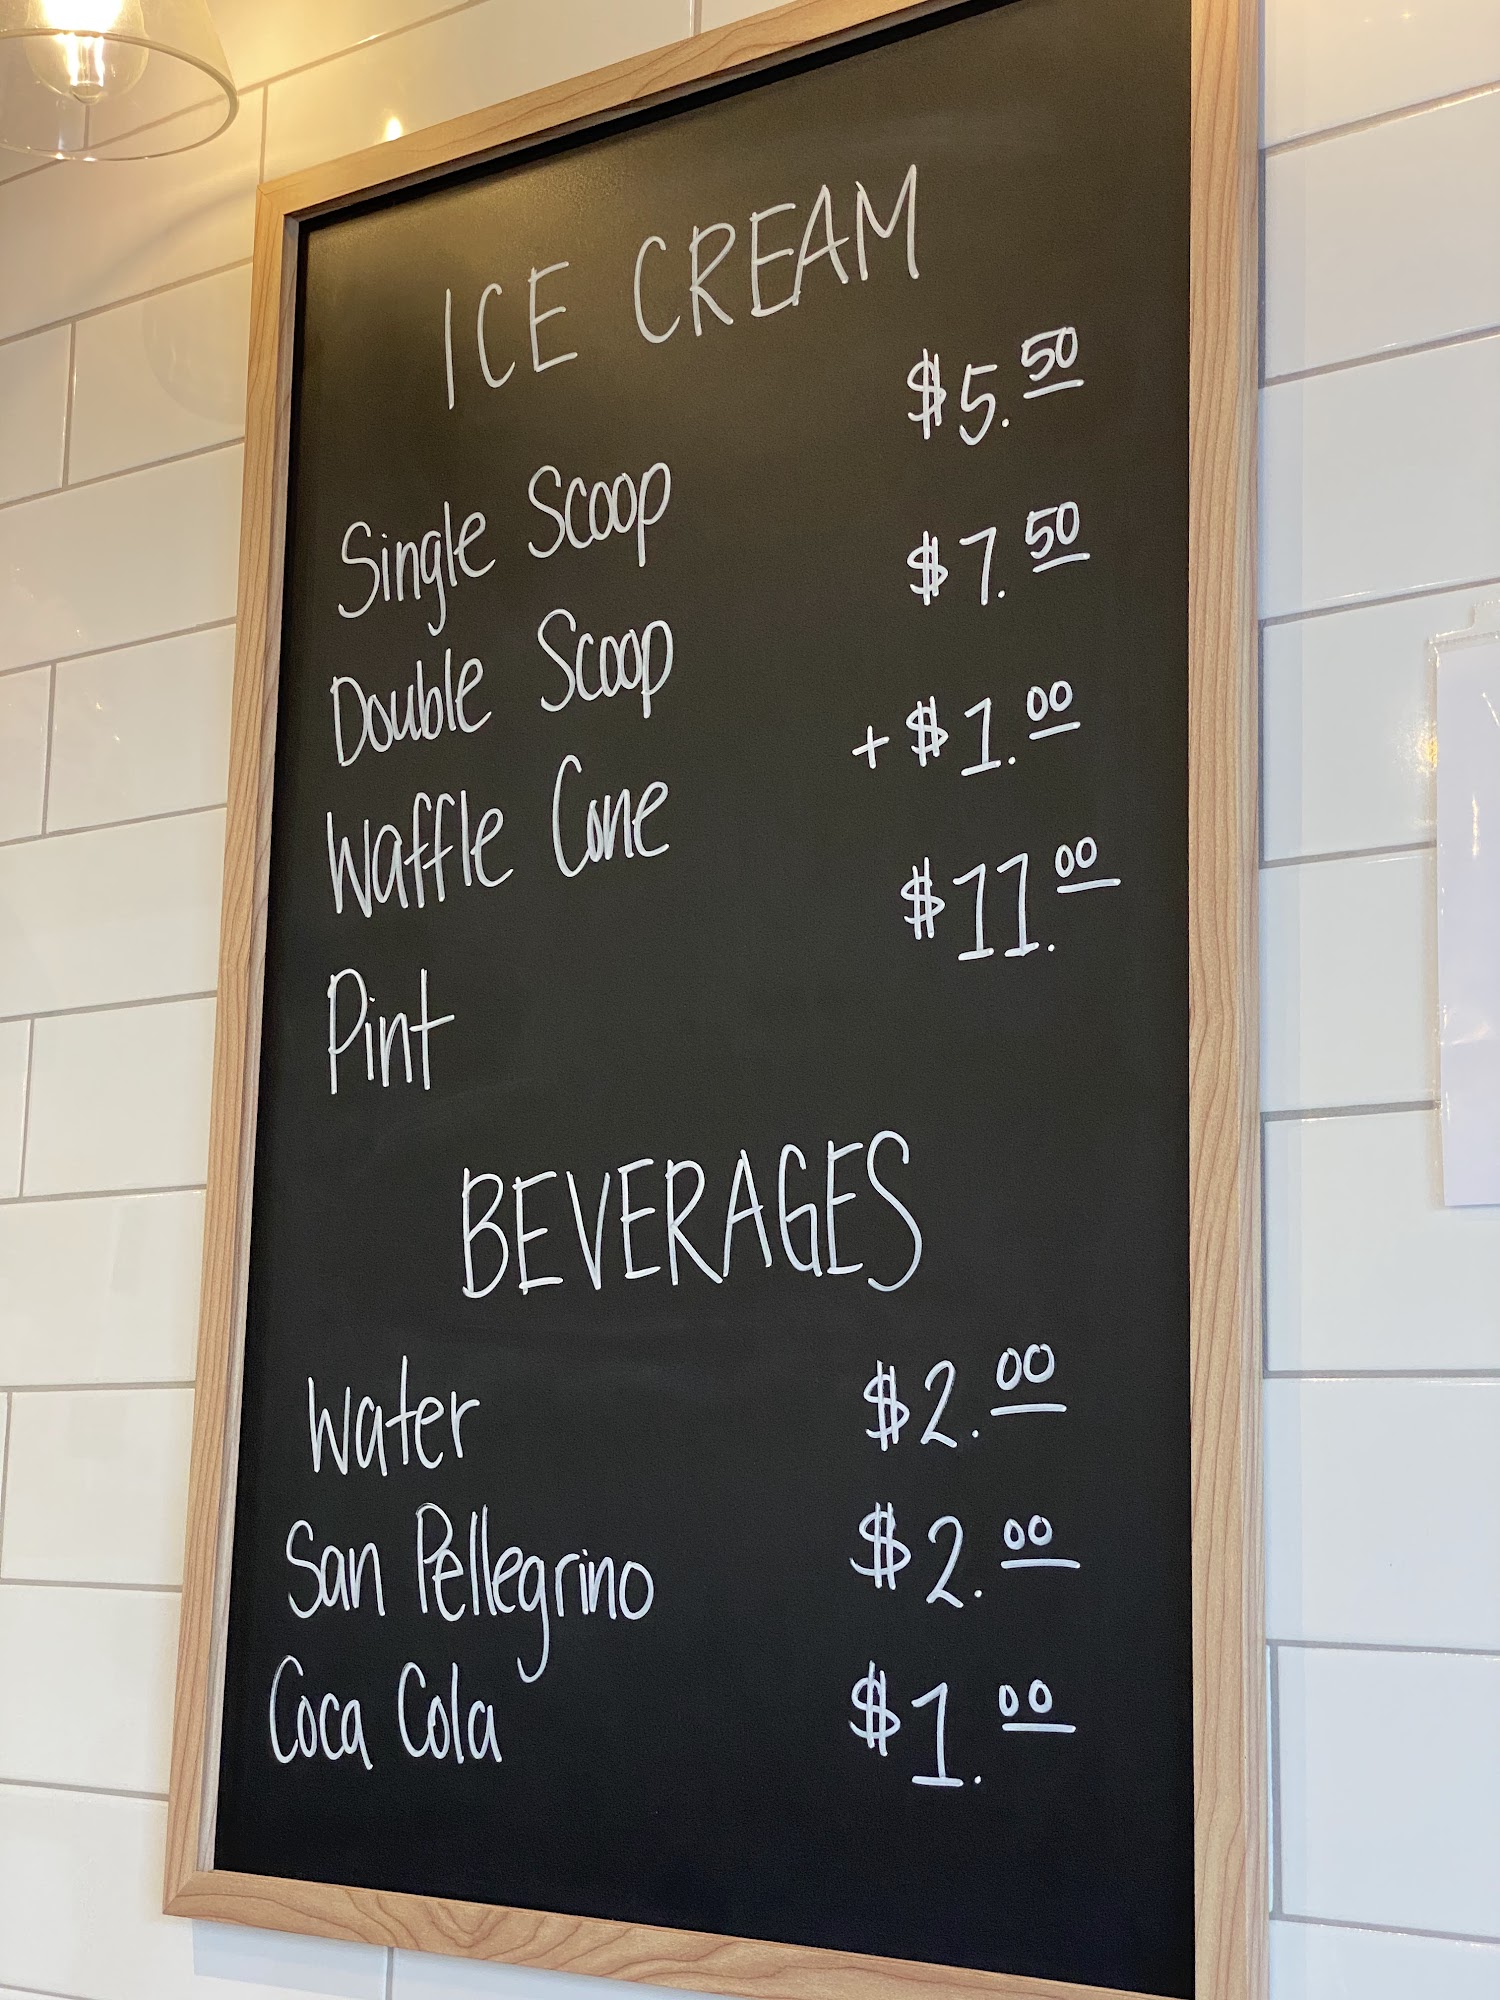 ICE CREAM
Single Scoop $5.50
Double Scoop $7.50
Waffle Cone +$1.00
Pint $11.00
BEVERAGES
Water $2.00
San Pellegrino $2.00
Coca Cola $1.00